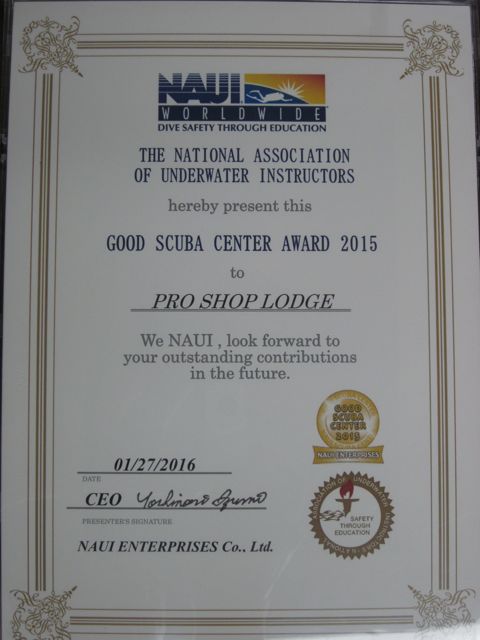 NAUI
WORLDWIDE
DIVE SAFETY THROUGH EDUCATION
THE NATIONAL ASSOCIATION
OF UNDERWATER INSTRUCTORS
hereby present this
GOOD SCUBA CENTER AWARD 2015
to
PRO SHOP LODGE
We NAUI , look forward to
your outstanding contributions
in the future.
GOOD
SCUBA
CENTER
2015
NAUI ENTERPRISES
01/27/2016
DATE
CEO
PRESENTER'S SIGNATURE
NAUI ENTERPRISES Co., Ltd.
SAFETY
THROUGH
EDUCATION